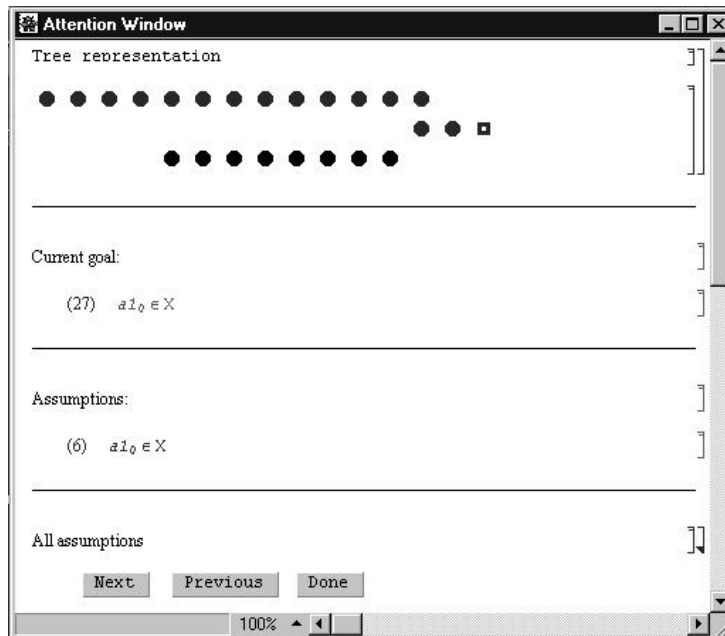 Attention Window
Tree representation
Current goal:
(27) a1₀ ∈ X
Assumptions:
(6) a1₀ ∈ X
All assumptions
Next Previous Done
100%